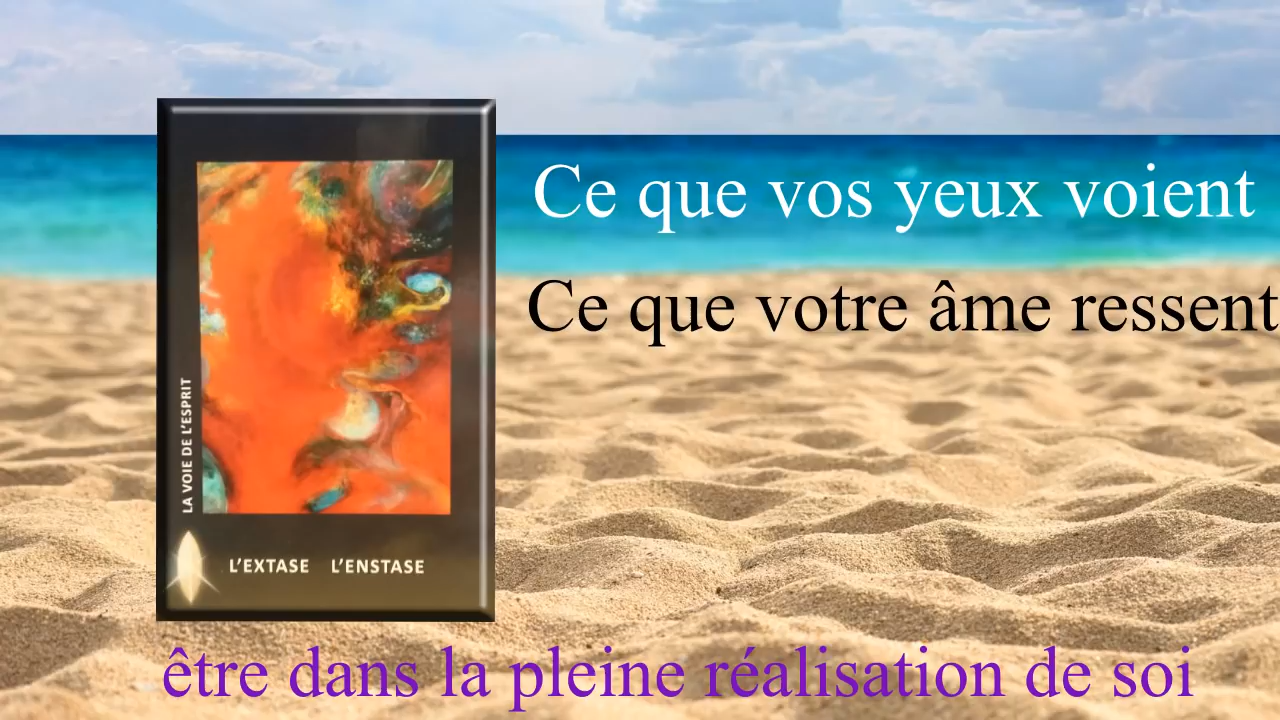 Ce que vos yeux voient
Ce que votre âme ressent
LA VOIE DE L'ESPRIT
L'EXTASE L'ENSTASE
être dans la pleine réalisation de soi